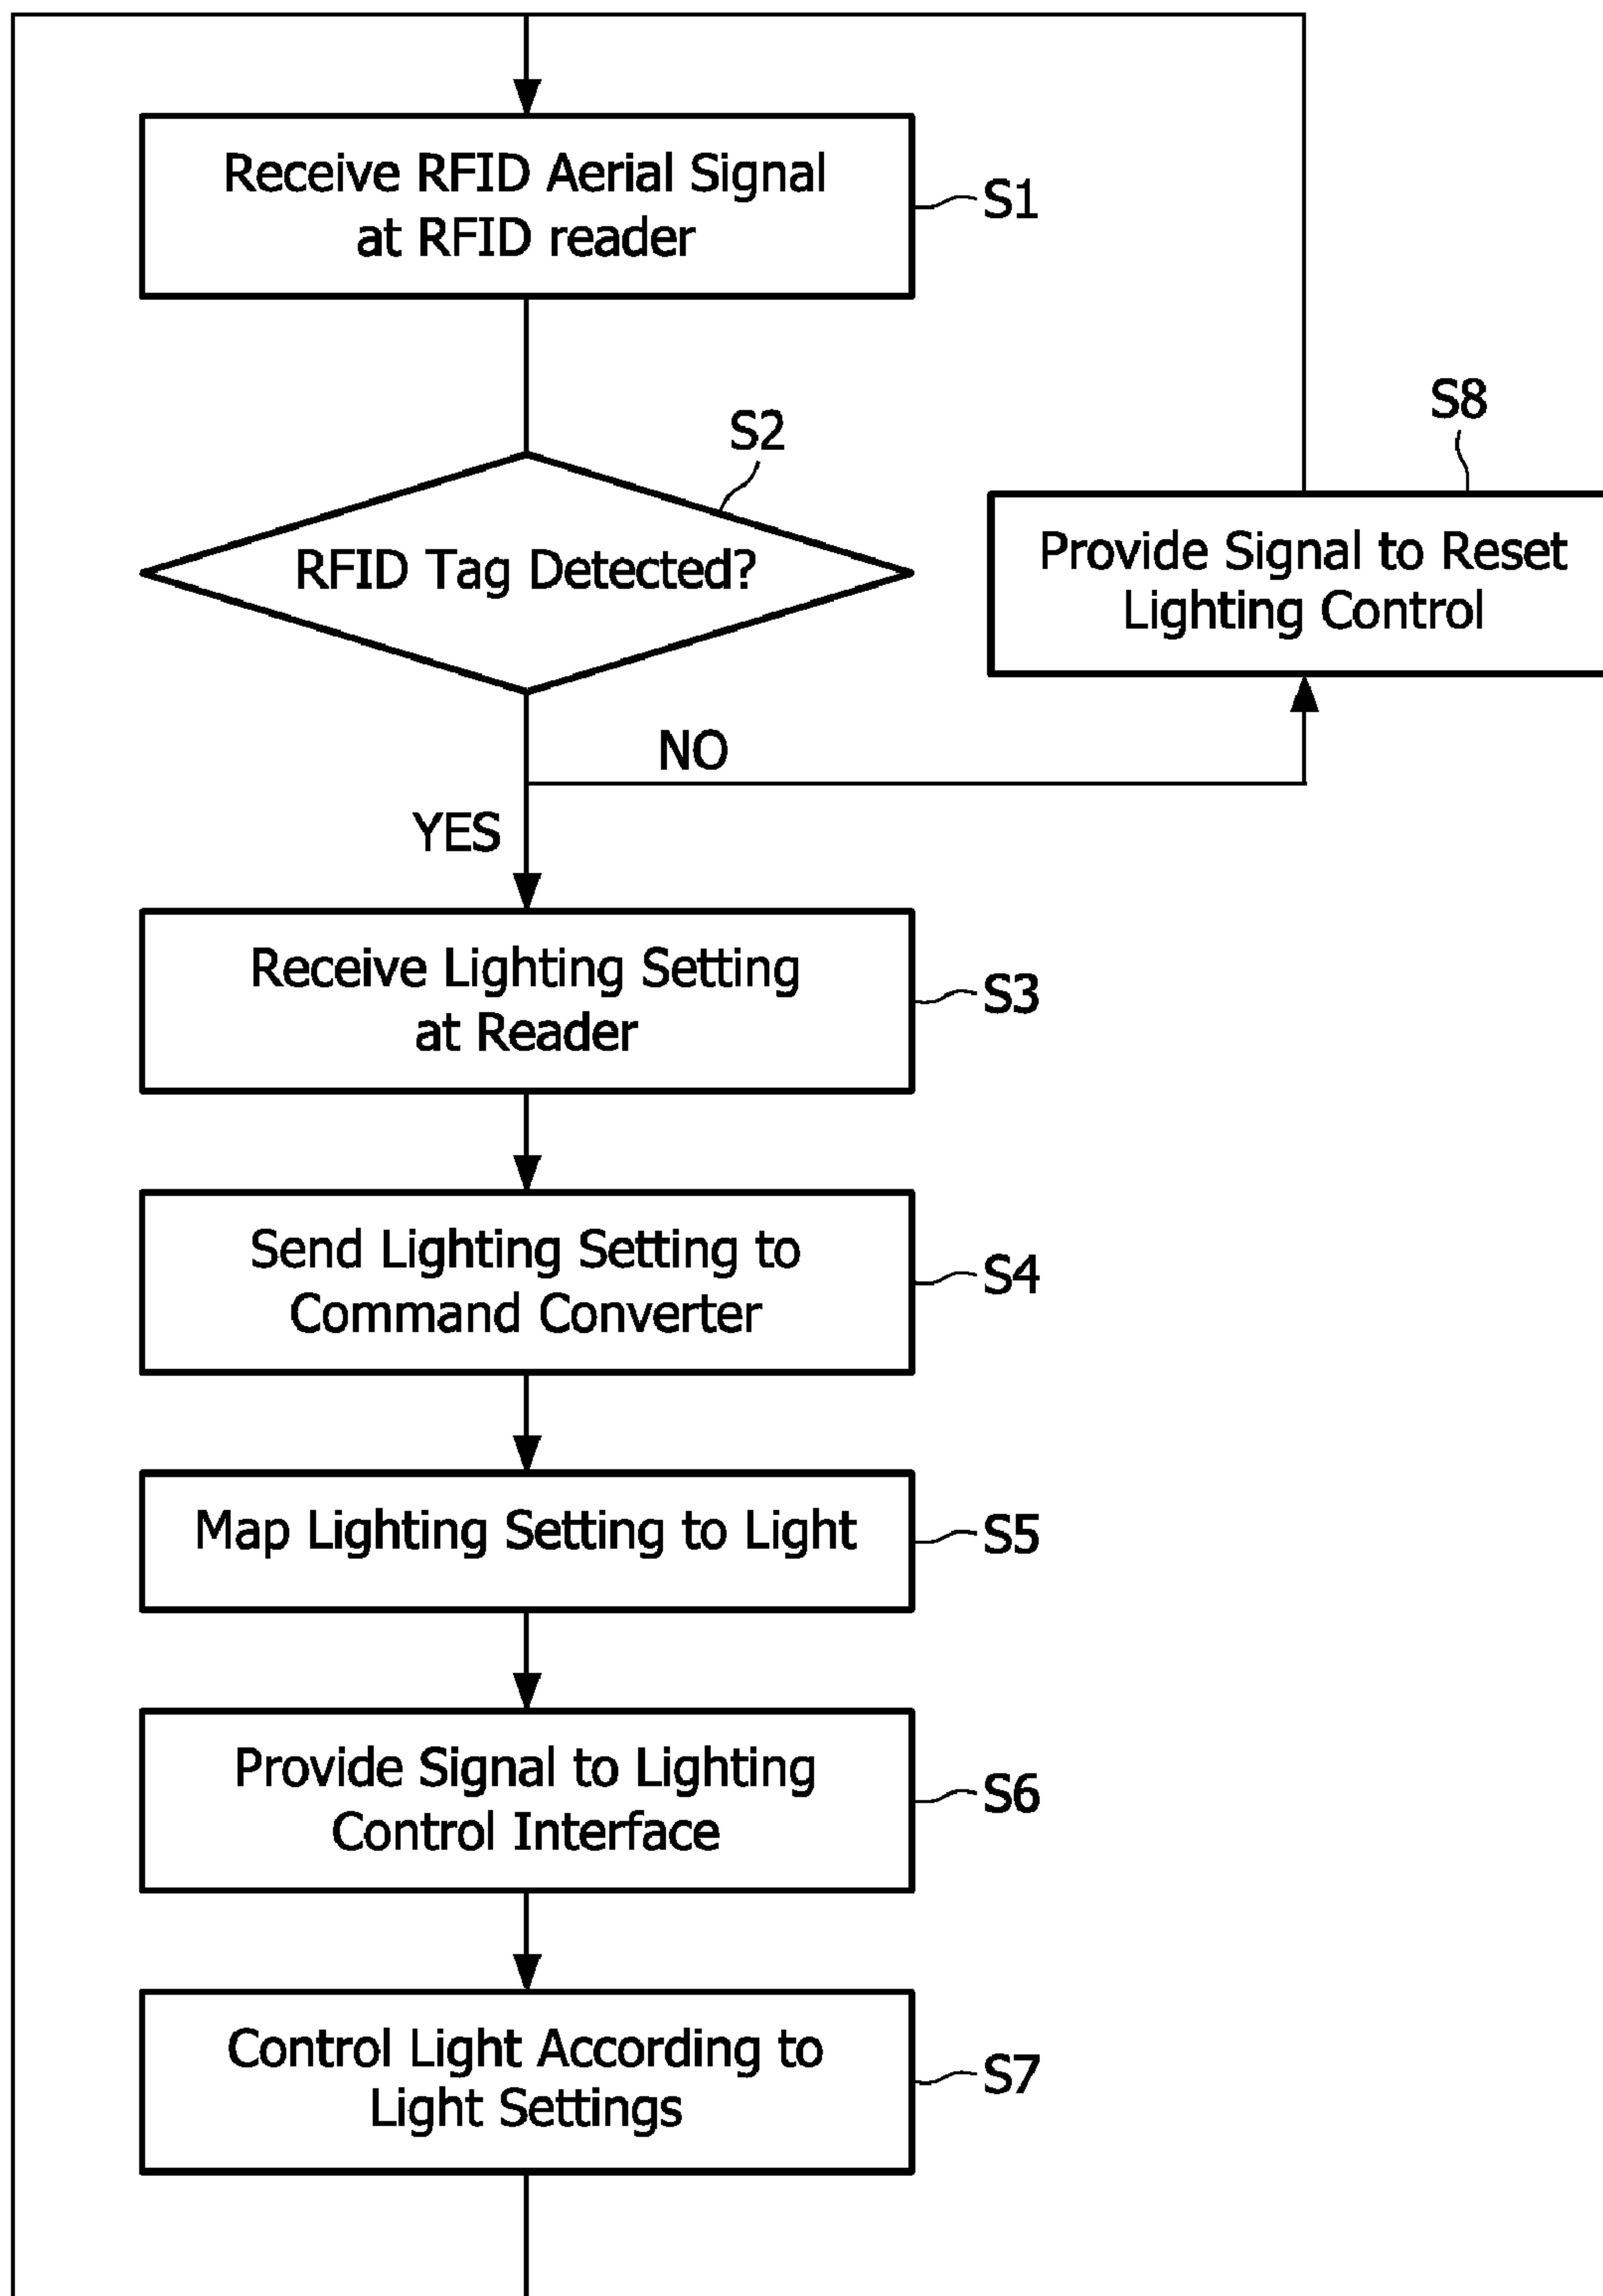 Receive RFID Aerial Signal
at RFID reader
S1
S2
RFID Tag Detected?
S8
Provide Signal to Reset
Lighting Control
NO
YES
Receive Lighting Setting
at Reader
S3
Send Lighting Setting to
Command Converter
S4
Map Lighting Setting to Light
S5
Provide Signal to Lighting
Control Interface
S6
Control Light According to
Light Settings
S7